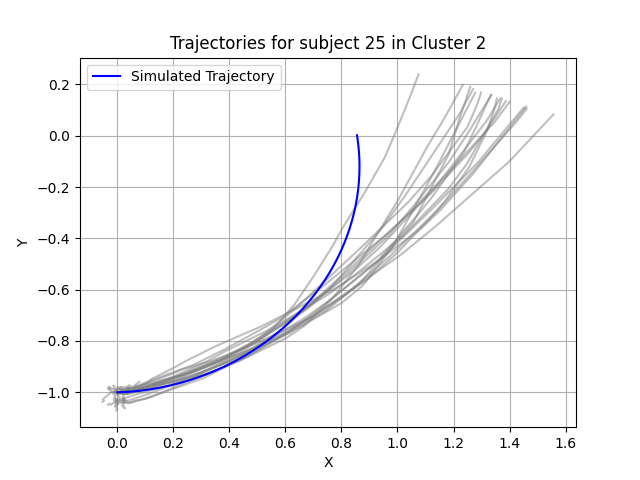 Trajectories for subject 25 in Cluster 2
Simulated Trajectory
0.2
0.0
−0.2
−0.4
−0.6
−0.8
−1.0
Y
0.0 0.2 0.4 0.6 0.8 1.0 1.2 1.4 1.6
X